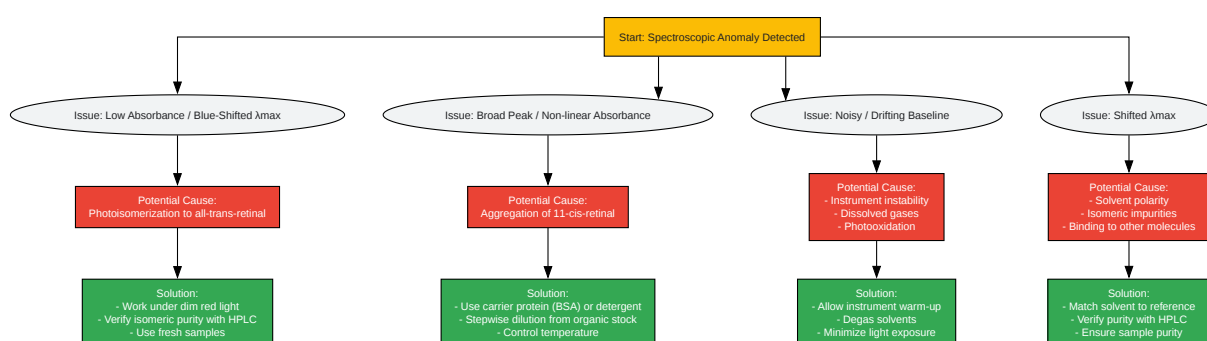 Start: Spectroscopic Anomaly Detected
Issue: Low Absorbance / Blue-Shifted λmax
Issue: Broad Peak / Non-linear Absorbance
Issue: Noisy / Drifting Baseline
Issue: Shifted λmax
Potential Cause:
Photoisomerization to all-trans-retinal
Potential Cause:
Aggregation of 11-cis-retinal
Potential Cause:
- Instrument instability
- Dissolved gases
- Photooxidation
Potential Cause:
- Solvent polarity
- Isomeric impurities
- Binding to other molecules
Solution:
- Work under dim red light
- Verify isomeric purity with HPLC
- Use fresh samples
Solution:
- Use carrier protein (BSA) or detergent
- Stepwise dilution from organic stock
- Control temperature
Solution:
- Allow instrument warm-up
- Degas solvents
- Minimize light exposure
Solution:
- Match solvent to reference
- Verify purity with HPLC
- Ensure sample purity